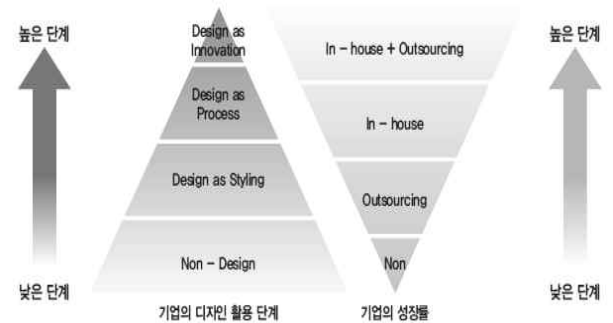 높은 단계
Design as
Innovation
In - house + Outsourcing
높은 단계
Design as
Process
In - house
Design as Styling
Outsourcing
Non - Design
Non
낮은 단계
낮은 단계
기업의 디자인 활용 단계
기업의 성장률